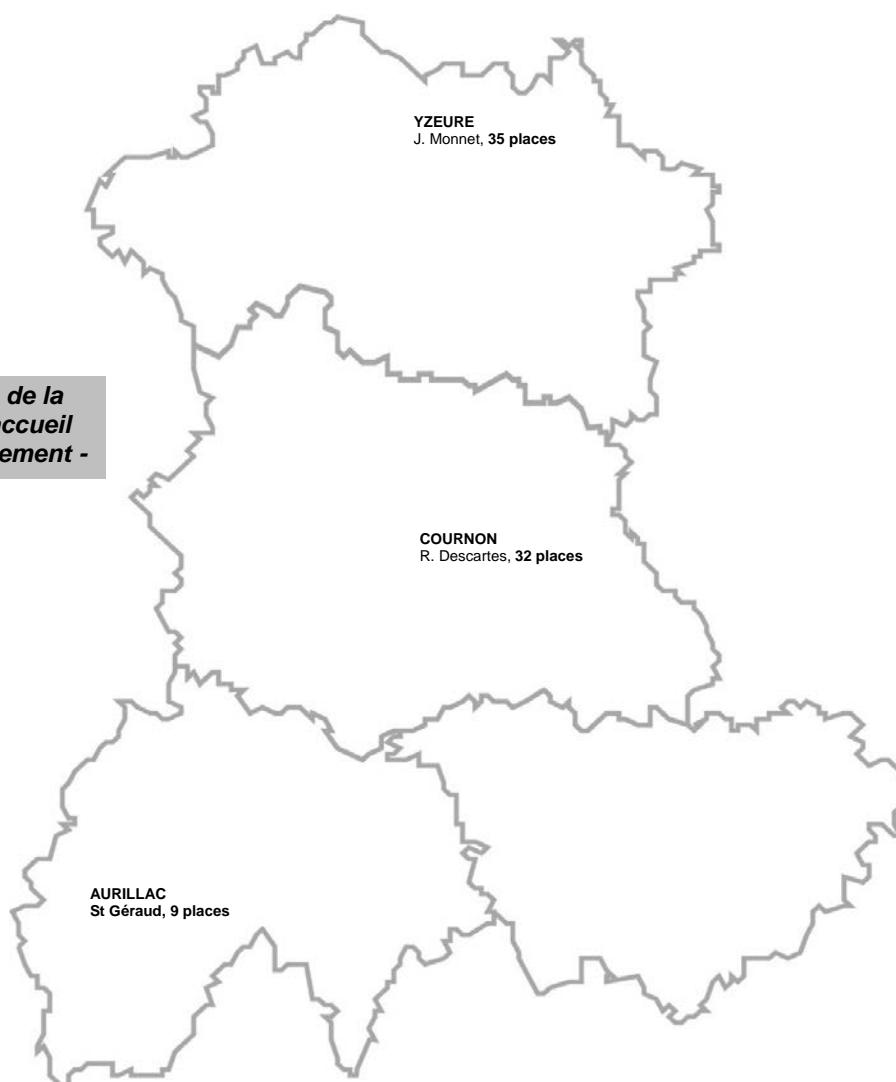 YZEURE
J. Monnet, 35 places
de la
ccueil
ement -
COURNON
R. Descartes, 32 places
AURILLAC
St Géraud, 9 places